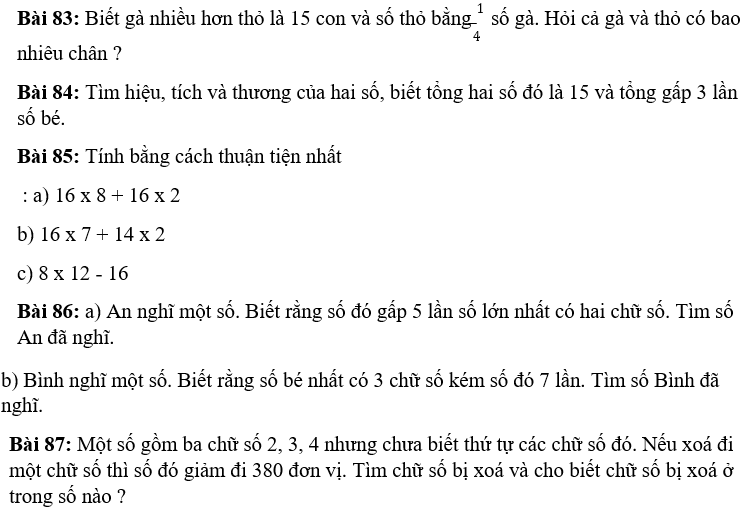 Bài 83: Biết gà nhiều hơn thỏ là 15 con và số thỏ bằng 1/4 số gà. Hỏi cả gà và thỏ có bao
nhiêu chân ?
Bài 84: Tìm hiệu, tích và thương của hai số, biết tổng hai số đó là 15 và tổng gấp 3 lần
số bé.
Bài 85: Tính bằng cách thuận tiện nhất
: a) 16 x 8 + 16 x 2
b) 16 x 7 + 14 x 2
c) 8 x 12 - 16
Bài 86: a) An nghĩ một số. Biết rằng số đó gấp 5 lần số lớn nhất có hai chữ số. Tìm số
An đã nghĩ.
b) Bình nghĩ một số. Biết rằng số bé nhất có 3 chữ số kém số đó 7 lần. Tìm số Bình đã
nghĩ.
Bài 87: Một số gồm ba chữ số 2, 3, 4 nhưng chưa biết thứ tự các chữ số đó. Nếu xoá đi
một chữ số thì số đó giảm đi 380 đơn vị. Tìm chữ số bị xoá và cho biết chữ số bị xoá ở
trong số nào ?